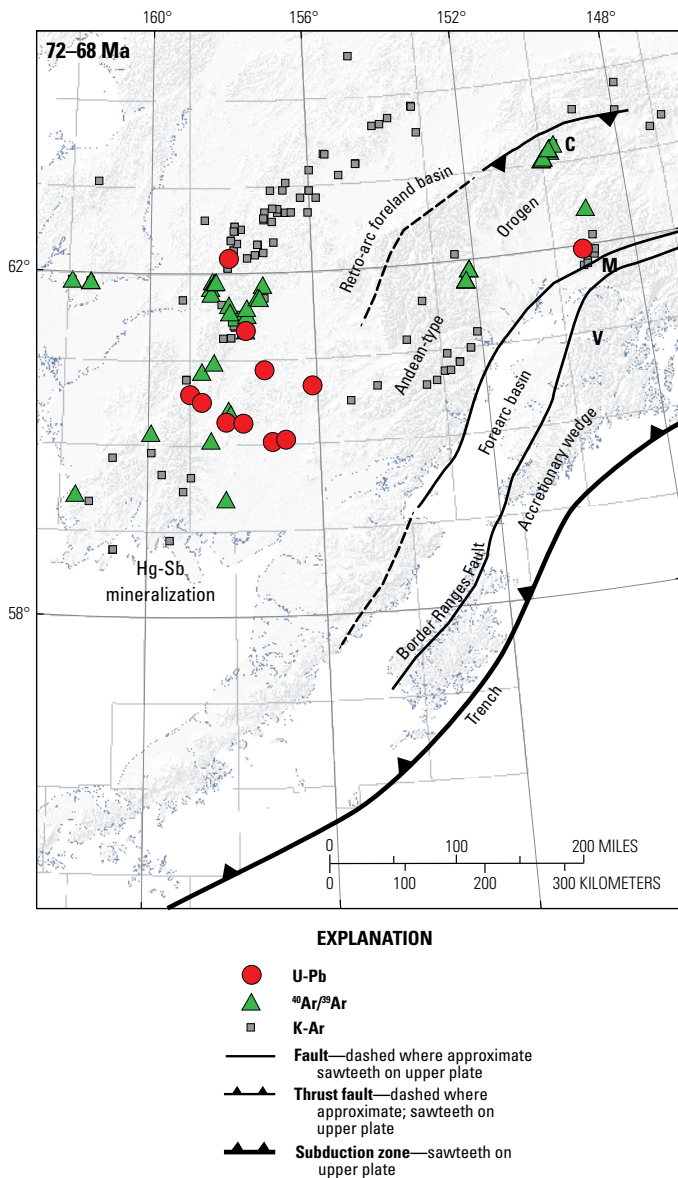 160°
156°
152°
148°
72–68 Ma
C
Retro-arc foreland basin
Orogen
62°
M
Andean-type
V
Forearc basin
Accretionary wedge
Hg-Sb
mineralization
58°
Border Ranges Fault
Trench
0 100 200 MILES
0 100 200 300 KILOMETERS
EXPLANATION
U-Pb
⁴⁰Ar/³⁹Ar
K-Ar
Fault—dashed where approximate
sawteeth on upper plate
Thrust fault—dashed where
approximate; sawteeth on
upper plate
Subduction zone—sawteeth on
upper plate